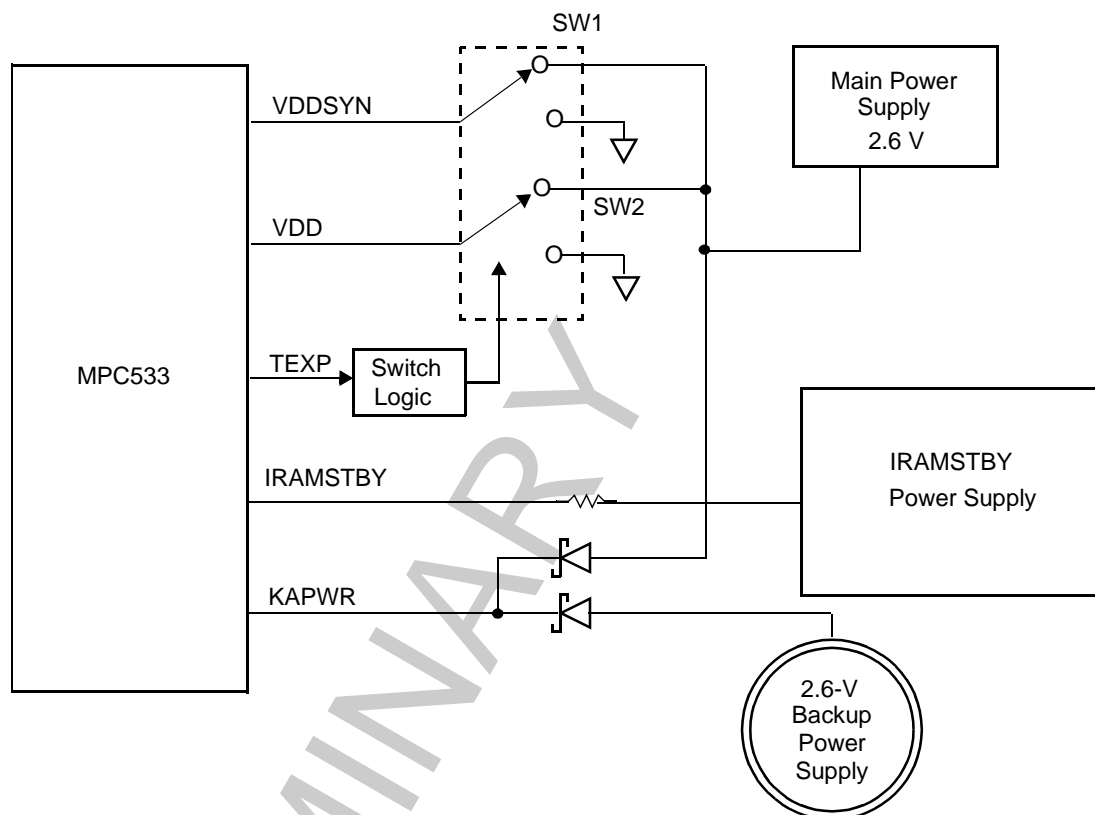 SW1
VDDSYN
Main Power
Supply
2.6 V
SW2
VDD
MPC533
TEXP
Switch
Logic
IRAMSTBY
IRAMSTBY
Power Supply
KAPWR
2.6-V
Backup
Power
Supply
MINARY